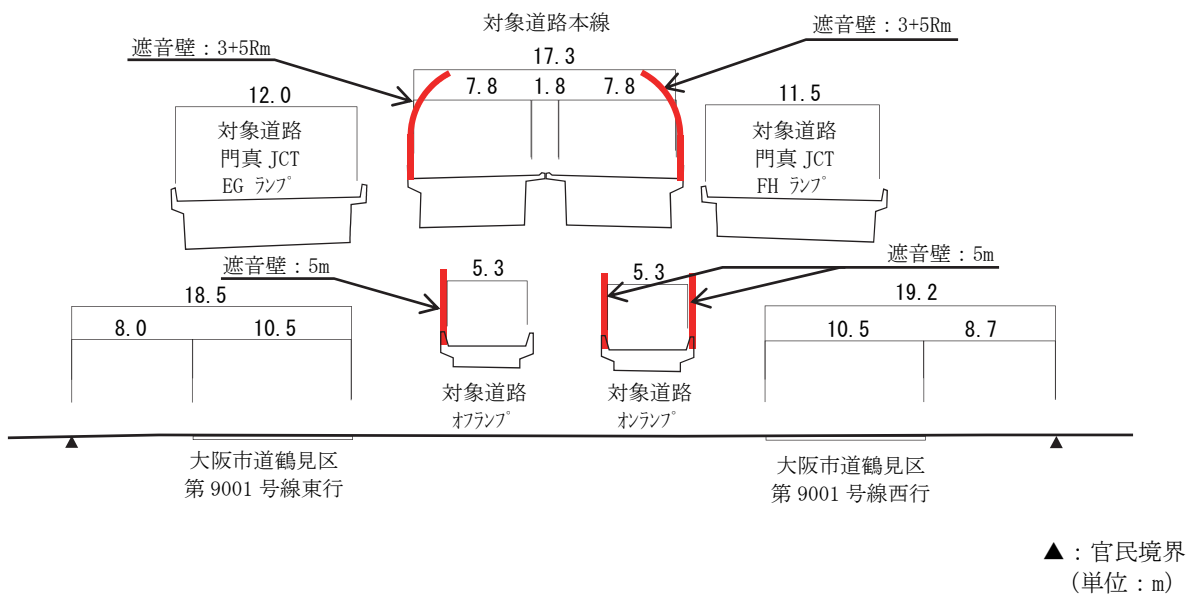 対象道路本線
遮音壁：3+5Rm
遮音壁：3+5Rm
17.3
7.8 1.8 7.8
12.0
対象道路
門真 JCT
EG ﾗﾝﾌﾟ
11.5
対象道路
門真 JCT
FH ﾗﾝﾌﾟ
遮音壁：5m
遮音壁：5m
5.3
5.3
18.5
8.0 10.5
19.2
10.5 8.7
対象道路
ｵﾌﾗﾝﾌﾟ
対象道路
ｵﾝﾗﾝﾌﾟ
大阪市道鶴見区
第 9001 号線東行
大阪市道鶴見区
第 9001 号線西行
▲：官民境界
(単位：m)